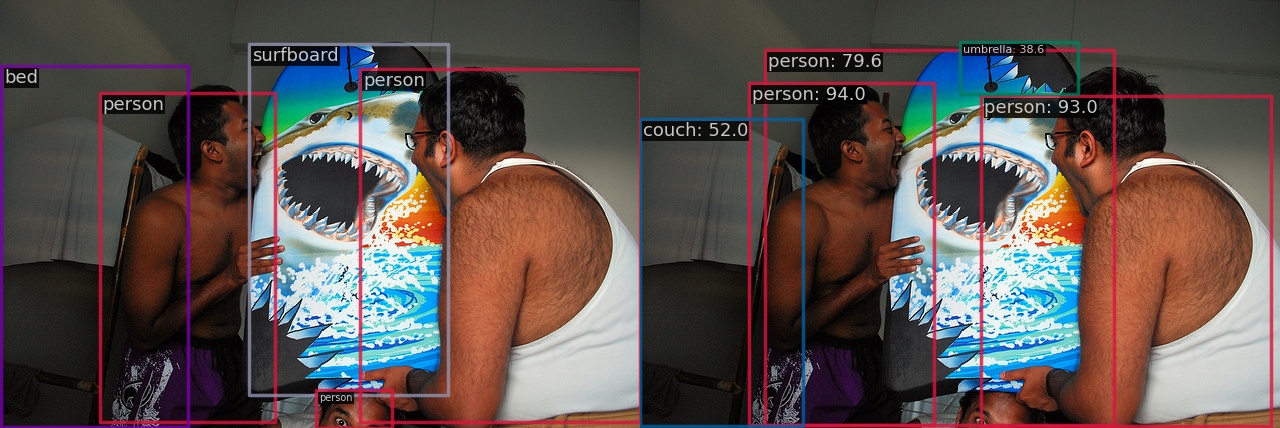 bed
person
surfboard
person
person
couch: 52.0
person: 79.6
person: 94.0
umbrella: 38.6
person: 93.0